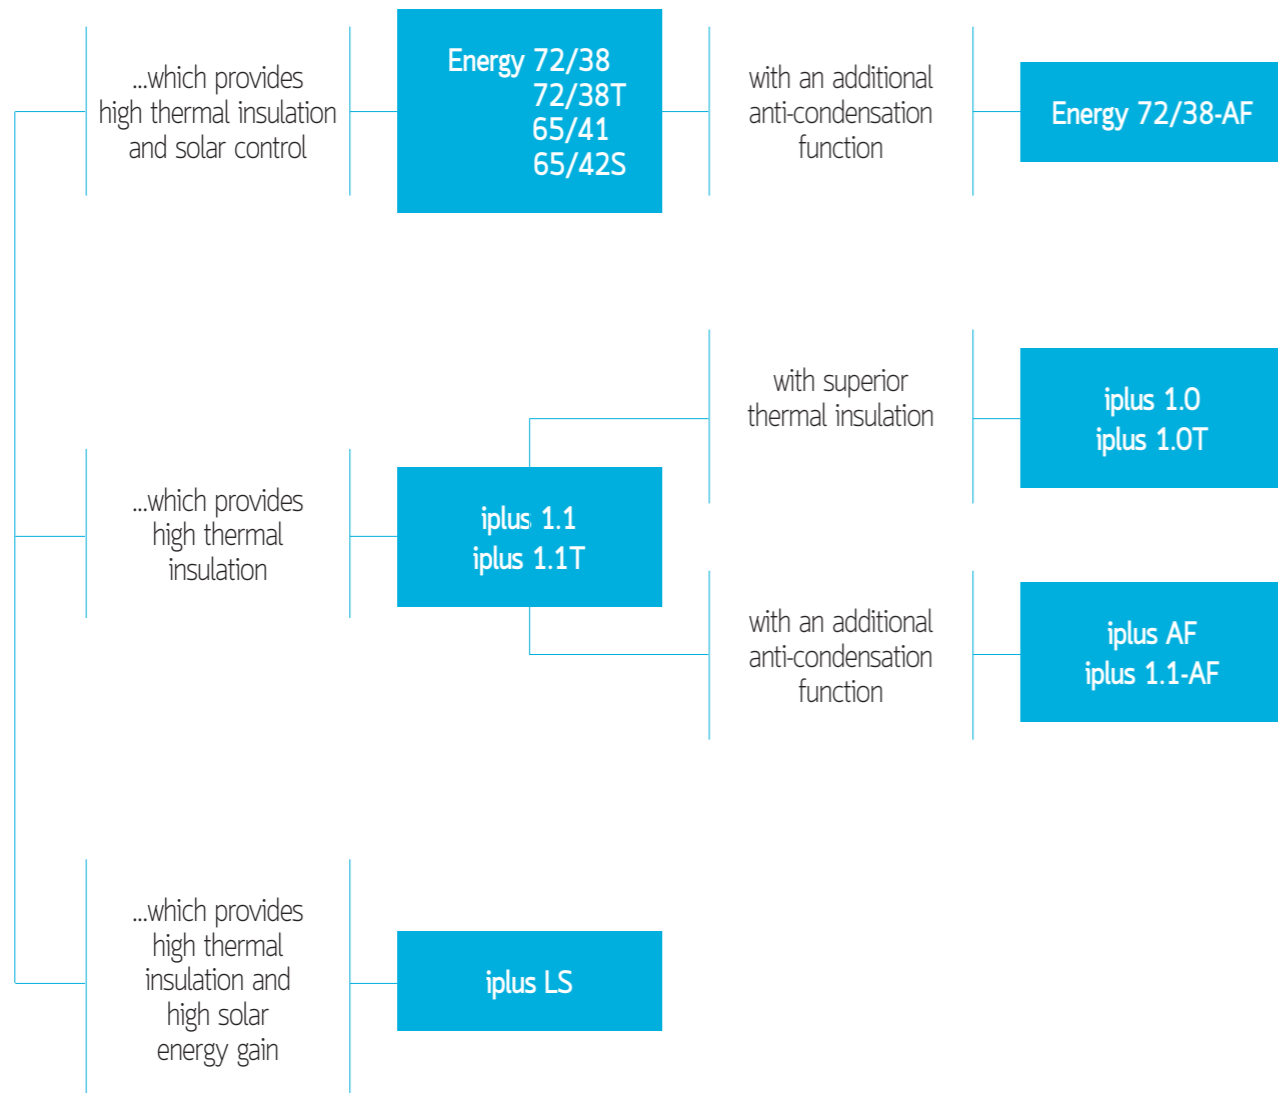 ...which provides
high thermal insulation
and solar control
Energy 72/38
72/38T
65/41
65/42S
with an additional
anti-condensation
function
Energy 72/38-AF
...which provides
high thermal
insulation
iplus 1.1
iplus 1.1T
with superior
thermal insulation
iplus 1.0
iplus 1.0T
with an additional
anti-condensation
function
iplus AF
iplus 1.1-AF
...which provides
high thermal
insulation and
high solar
energy gain
iplus LS